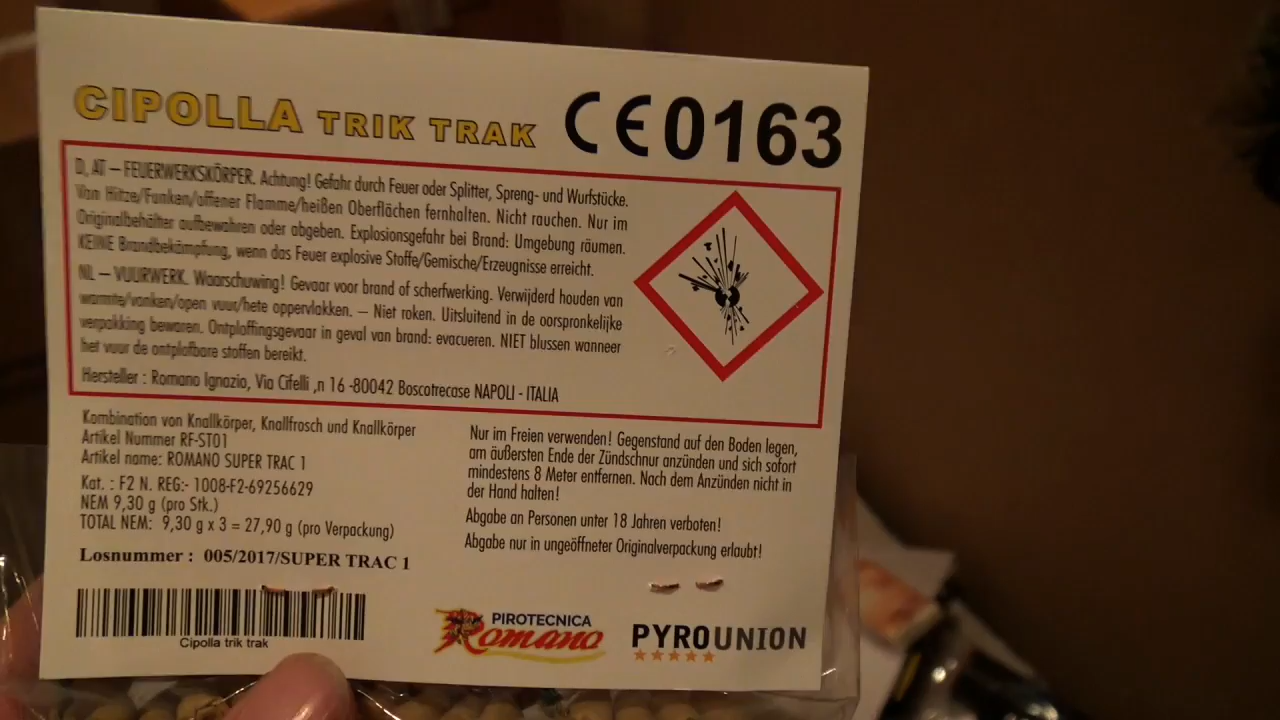 CIPOLLA TRIK TRAK CE0163
D, AT – FEUERWERKSKÖRPER. Achtung! Gefahr durch Feuer oder Splitter, Spreng- und Wurfstücke.
Von Hitze/Funken/offener Flamme/heißen Oberflächen fernhalten. Nicht rauchen. Nur im
Originalbehälter aufbewahren oder abgeben. Explosionsgefahr bei Brand: Umgebung räumen.
KEINE Brandbekämpfung, wenn das Feuer explosive Stoffe/Gemische/Erzeugnisse erreicht.
NL – VUURWERK. Waarschuwing! Gevaar voor brand of scherfwerking. Verwijderd houden van
warmte/vonken/open vuur/hete oppervlakken. – Niet roken. Uitsluitend in de oorspronkelijke
verpakking bewaren. Ontploffingsgevaar in geval van brand: evacueren. NIET blussen wanneer
het vuur de ontplofbare stoffen bereikt.
Hersteller : Romano Ignazio, Via Cifelli ,n 16 -80042 Boscotrecase NAPOLI - ITALIA
Kombination von Knallkörper, Knallfrosch und Knallkörper
Artikel Nummer RF-ST01
Artikel name: ROMANO SUPER TRAC 1
Kat. : F2 N. REG:- 1008-F2-69256629
NEM 9,30 g (pro Stk.)
TOTAL NEM: 9,30 g x 3 = 27,90 g (pro Verpackung)
Losnummer : 005/2017/SUPER TRAC 1
Cipolla trik trak
Nur im Freien verwenden! Gegenstand auf den Boden legen,
am äußersten Ende der Zündschnur anzünden und sich sofort
mindestens 8 Meter entfernen. Nach dem Anzünden nicht in
der Hand halten!
Abgabe an Personen unter 18 Jahren verboten!
Abgabe nur in ungeöffneter Originalverpackung erlaubt!
PIROTECNICA
Romano
PYROUNION